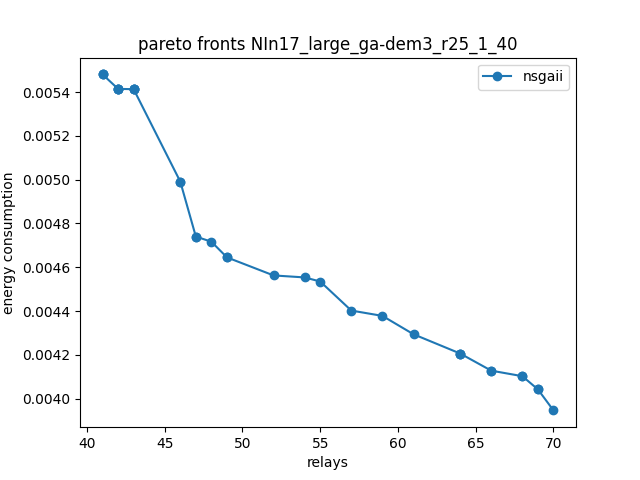 pareto fronts NIn17_large_ga-dem3_r25_1_40
nsgaii
0.0054
0.0052
0.0050
0.0048
0.0046
0.0044
0.0042
0.0040
energy consumption
40 45 50 55 60 65 70
relays